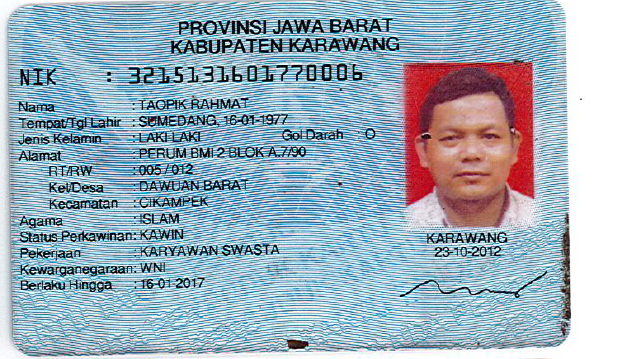 PROVINSI JAWA BARAT
KABUPATEN KARAWANG
NIK : 3215131601770006
Nama : TAOPIK RAHMAT
Tempat/Tgl Lahir : SUMEDANG, 16-01-1977
Jenis Kelamin : LAKI LAKI Gol Darah : O
Alamat : PERUM BMI 2 BLOK A.7/90
RT/RW : 005 / 012
Kel/Desa : DAWUAN BARAT
Kecamatan : CIKAMPEK
Agama : ISLAM
Status Perkawinan: KAWIN
Pekerjaan : KARYAWAN SWASTA
Kewarganegaraan: WNI
Berlaku Hingga : 16-01-2017
KARAWANG
23-10-2012